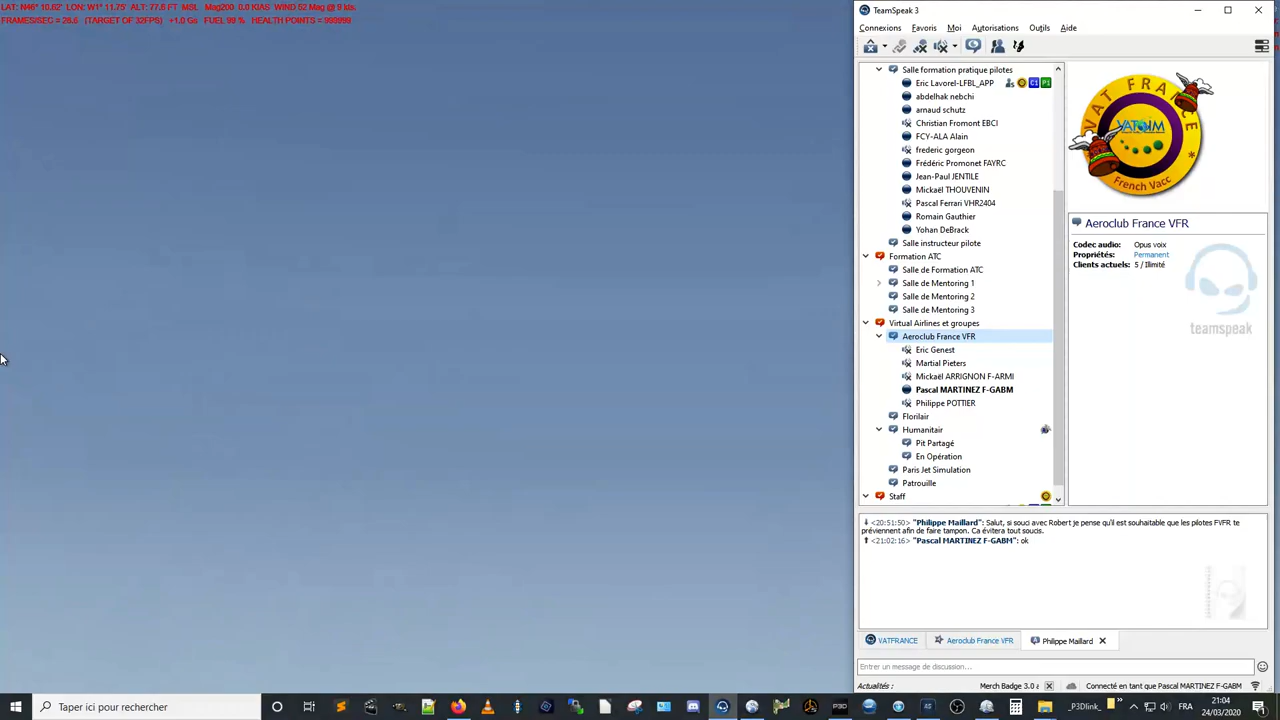 LAT: N46° 10.62' LON: W1° 11.75' ALT: 77.8 FT MSL Mag200 0.0 KIAS WIND 52 Mag @ 9 kts.
FRAMES/SEC = 28.6 (TARGET OF 32FPS) +1.0 Gs FUEL 99 % HEALTH POINTS = 999999
TeamSpeak 3
Connexions Favoris Moi Autorisations Outils Aide
Salle formation pratique pilotes
Eric Lavorel-LFBL_APP
abdelhak nebchi
arnaud schutz
Christian Fromont EBCI
FCY-ALA Alain
frederic gorgeon
Frédéric Promonet FAYRC
Jean-Paul JENTILE
Mickaël THOUVENIN
Pascal Ferrari VHR2404
Romain Gauthier
Yohan DeBrack
Salle instructeur pilote
Formation ATC
Salle de Formation ATC
Salle de Mentoring 1
Salle de Mentoring 2
Salle de Mentoring 3
Virtual Airlines et groupes
Aeroclub France VFR
Eric Genest
Martial Pieters
Mickaël ARRIGNON F-ARMI
Pascal MARTINEZ F-GABM
Philippe POTTIER
Florilair
Humanitair
Pit Partagé
En Opération
Paris Jet Simulation
Patrouille
Staff
VAT FRANCE
VATSIM
French Vacc
Aeroclub France VFR
Codec audio: Opus voix
Propriétés: Permanent
Clients actuels: 5 / Illimité
teamspeak
<20:51:50> "Philippe Maillard": Salut, si souci avec Robert je pense qu'il est souhaitable que les pilotes FVFR te
préviennent afin de faire tampon. Ca évitera tout soucis.
<21:02:16> "Pascal MARTINEZ F-GABM": ok
VATFRANCE Aeroclub France VFR Philippe Maillard
Entrer un message de discussion...
Actualités : Merch Badge 3.0 Connecté en tant que Pascal MARTINEZ F-GABM
Taper ici pour rechercher
P3D
_P3Dlink_
21:04
24/03/2020